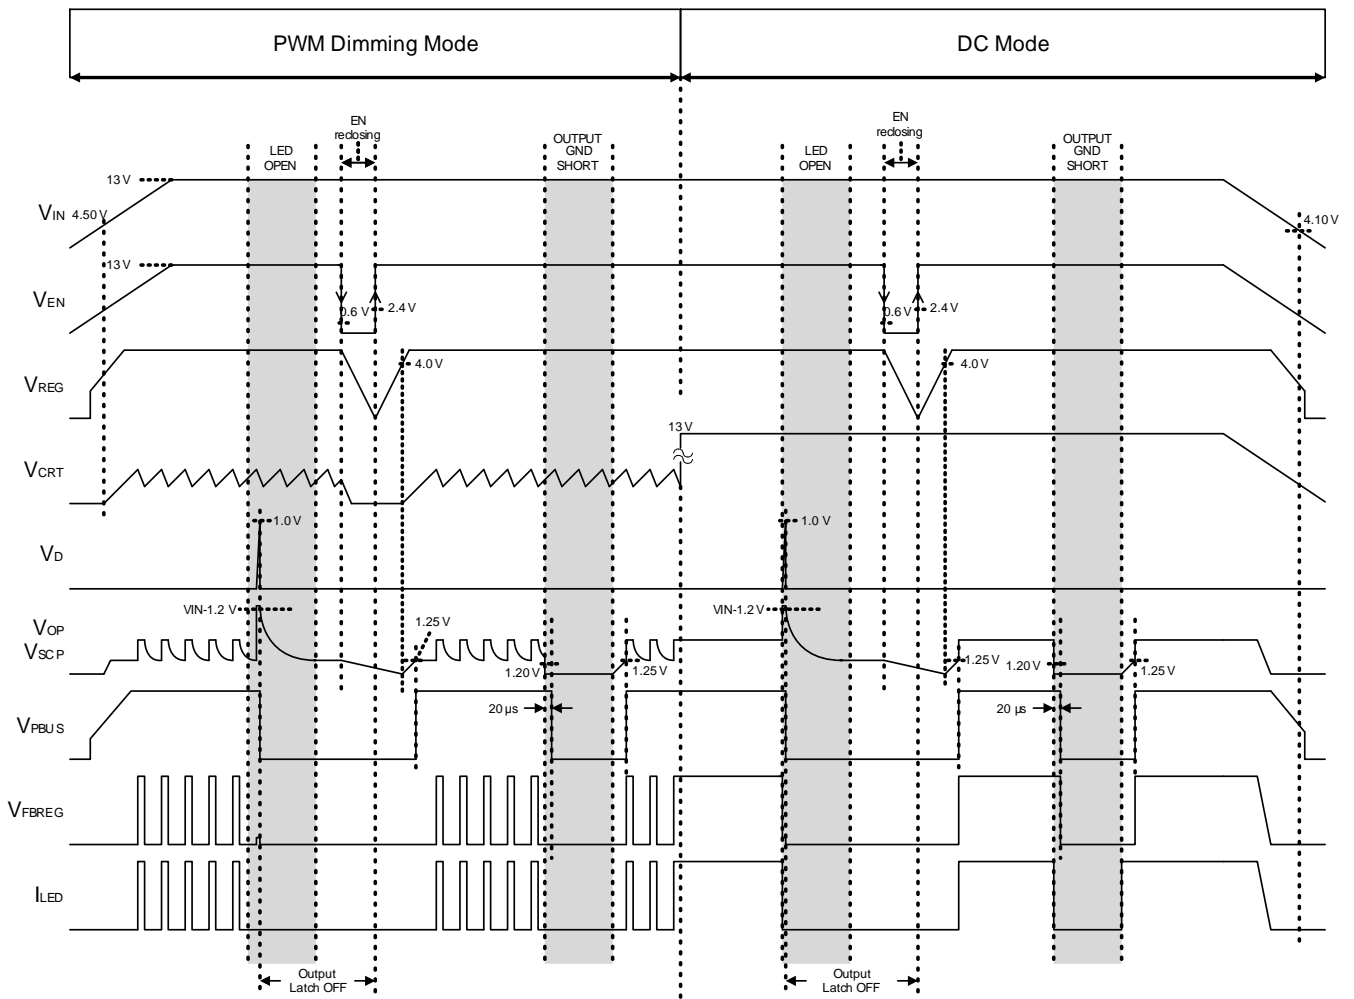 PWM Dimming Mode
DC Mode
EN
reclosing
EN
reclosing
LED
OPEN
OUTPUT
GND
SHORT
LED
OPEN
OUTPUT
GND
SHORT
13 V
VIN
4.50 V
4.10 V
13 V
VEN
0.6 V
2.4 V
0.6 V
2.4 V
VREG
4.0 V
4.0 V
13 V
VCRT
1.0 V
1.0 V
VD
VIN-1.2 V
VIN-1.2 V
1.25 V
VOP
VSCP
1.20 V
1.25 V
1.25 V
1.20 V
1.25 V
VPBUS
20 µs
20 µs
VFBREG
ILED
Output
Latch OFF
Output
Latch OFF